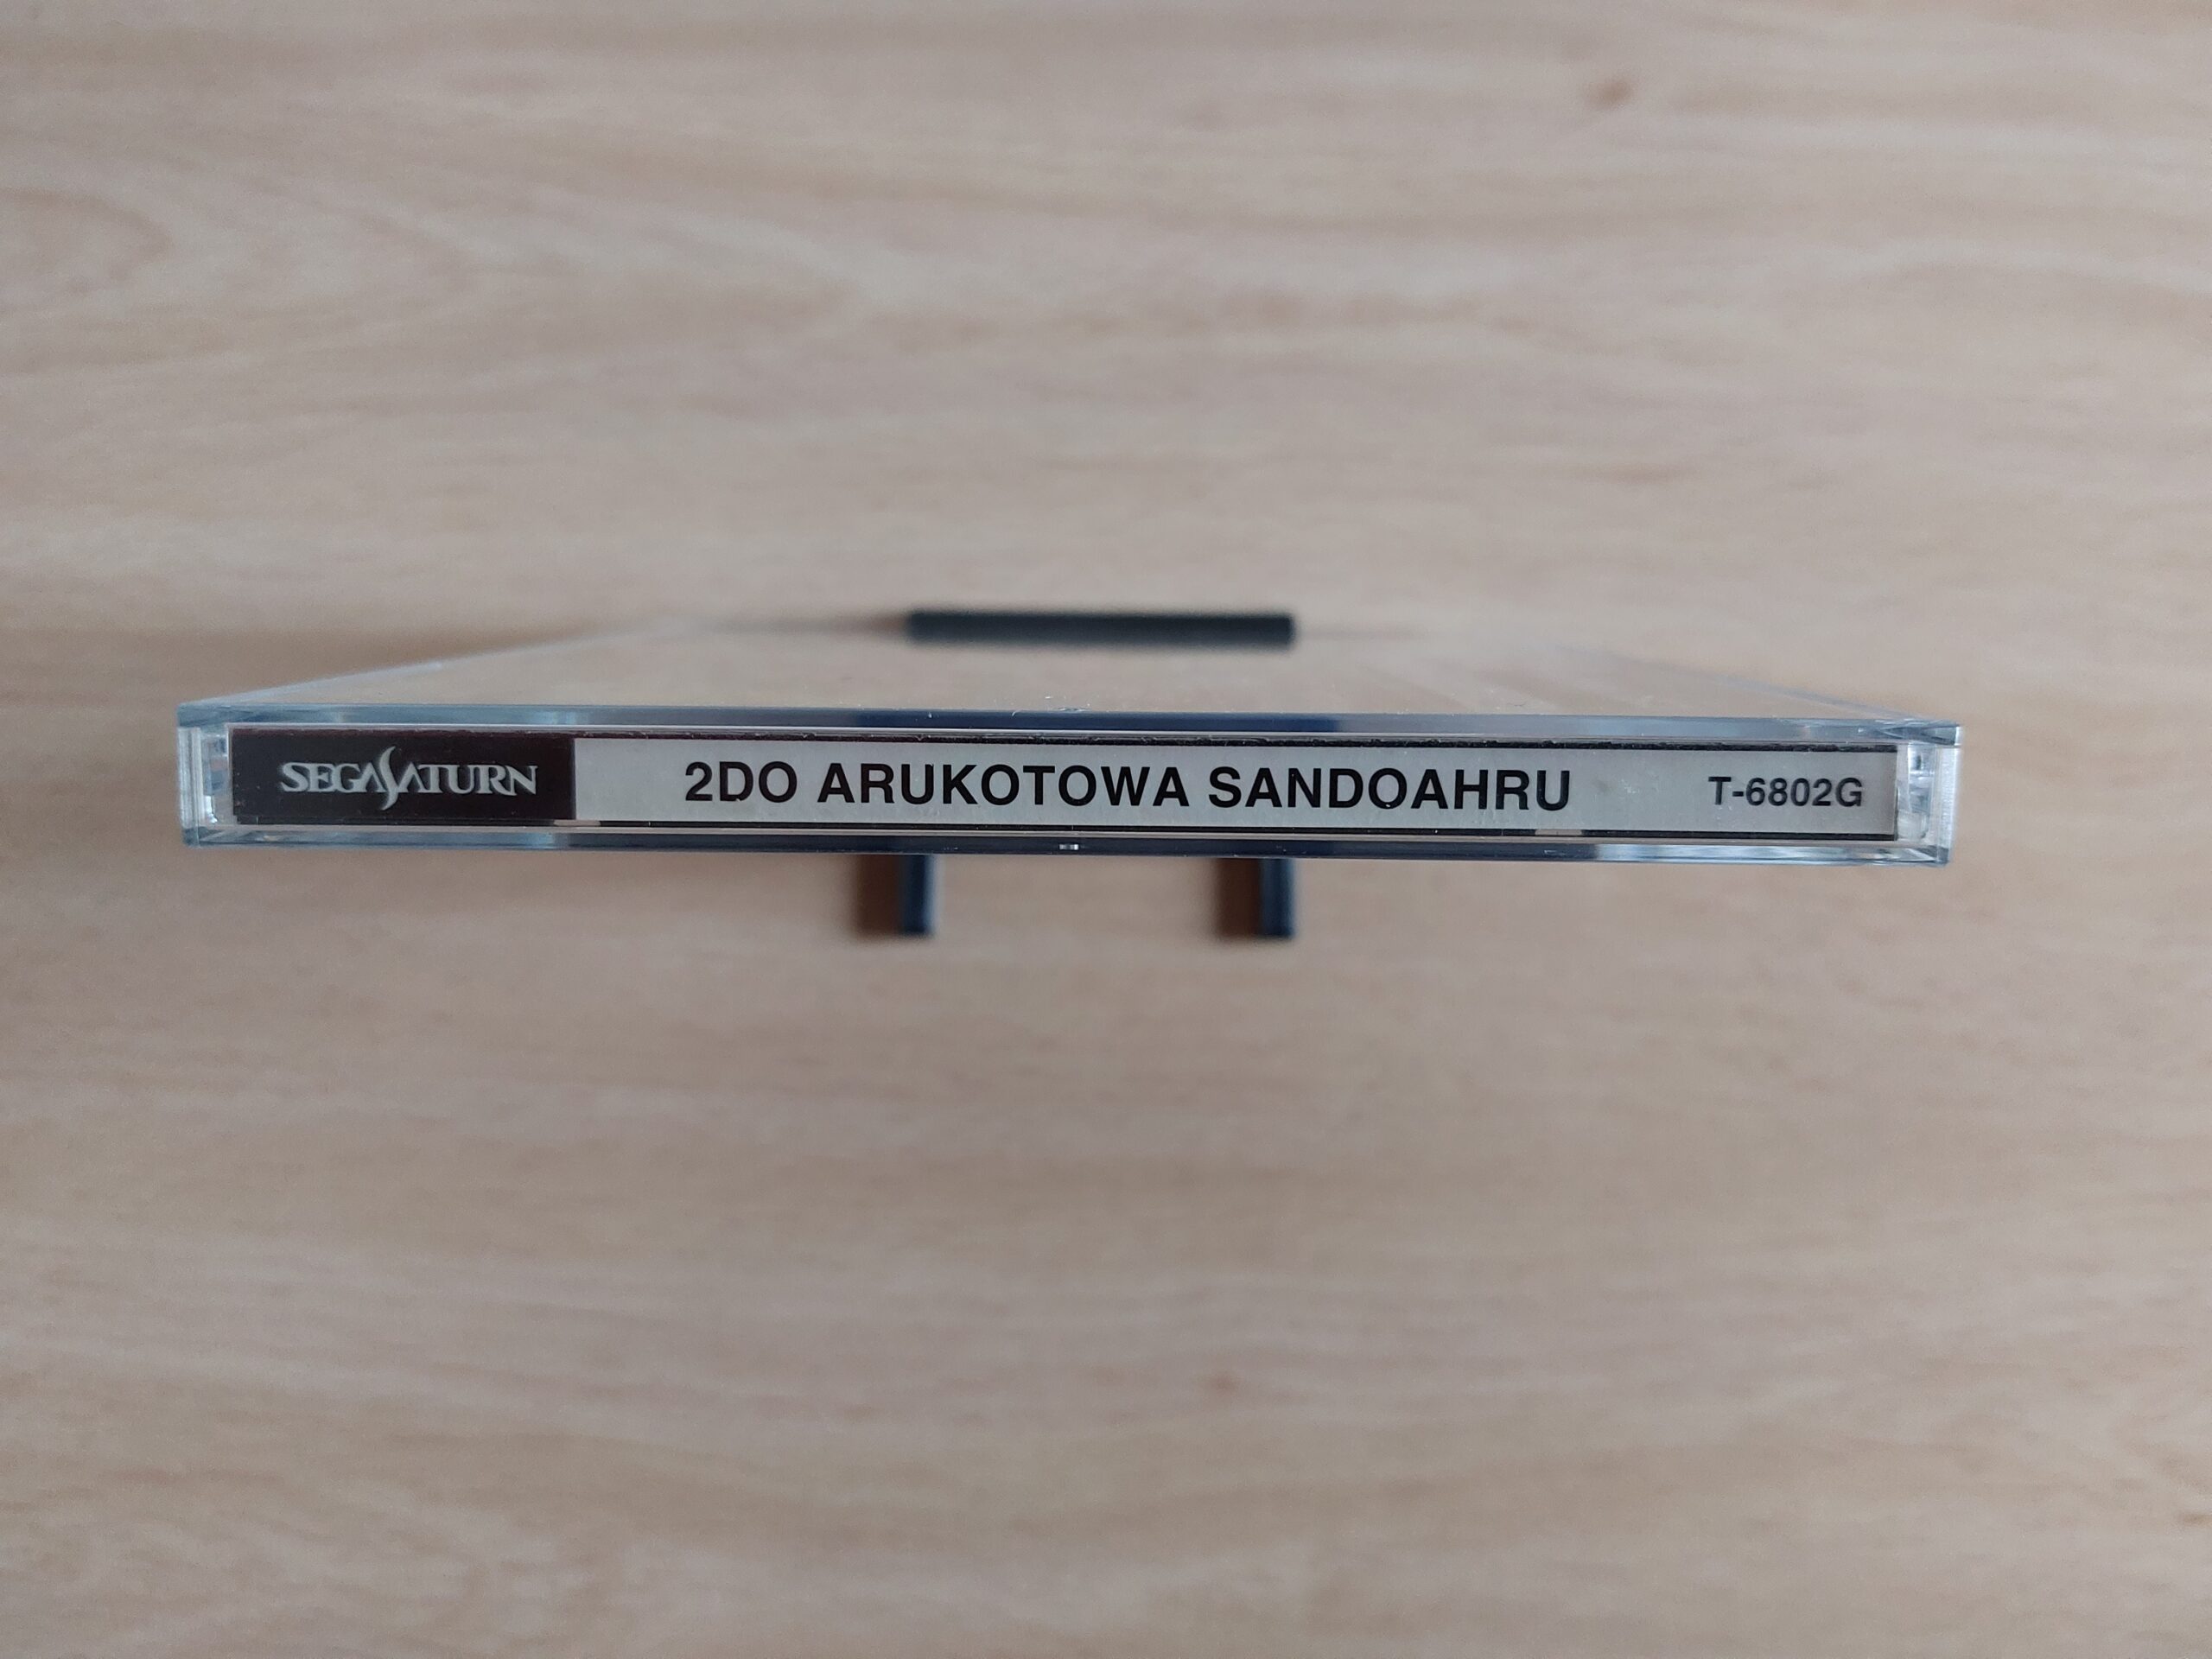 SEGA SATURN 2DO ARUKOTOWA SANDOAHRU T-6802G